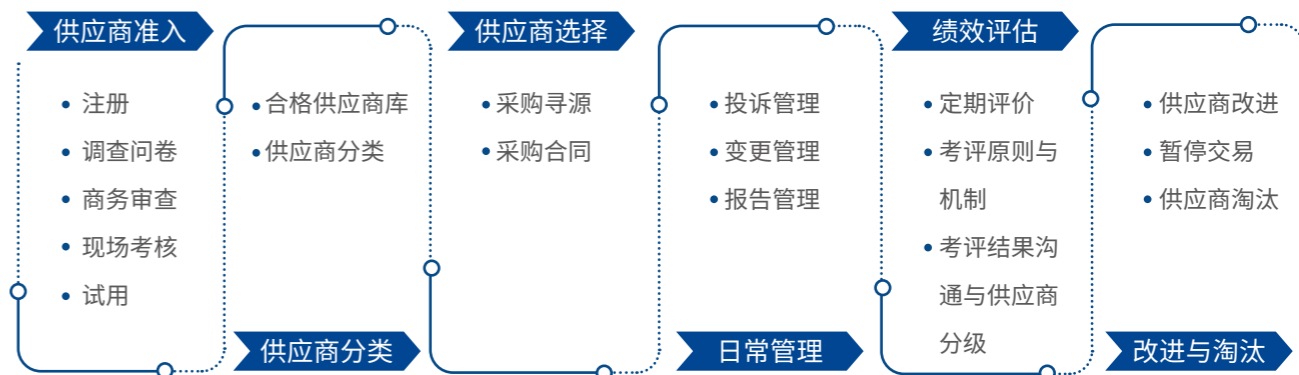 供应商准入
• 注册
• 调查问卷
• 商务审查
• 现场考核
• 试用
• 合格供应商库
• 供应商分类
供应商分类
供应商选择
• 采购寻源
• 采购合同
• 投诉管理
• 变更管理
• 报告管理
日常管理
绩效评估
• 定期评价
• 考评原则与
机制
• 考评结果沟
通与供应商
分级
• 供应商改进
• 暂停交易
• 供应商淘汰
改进与淘汰